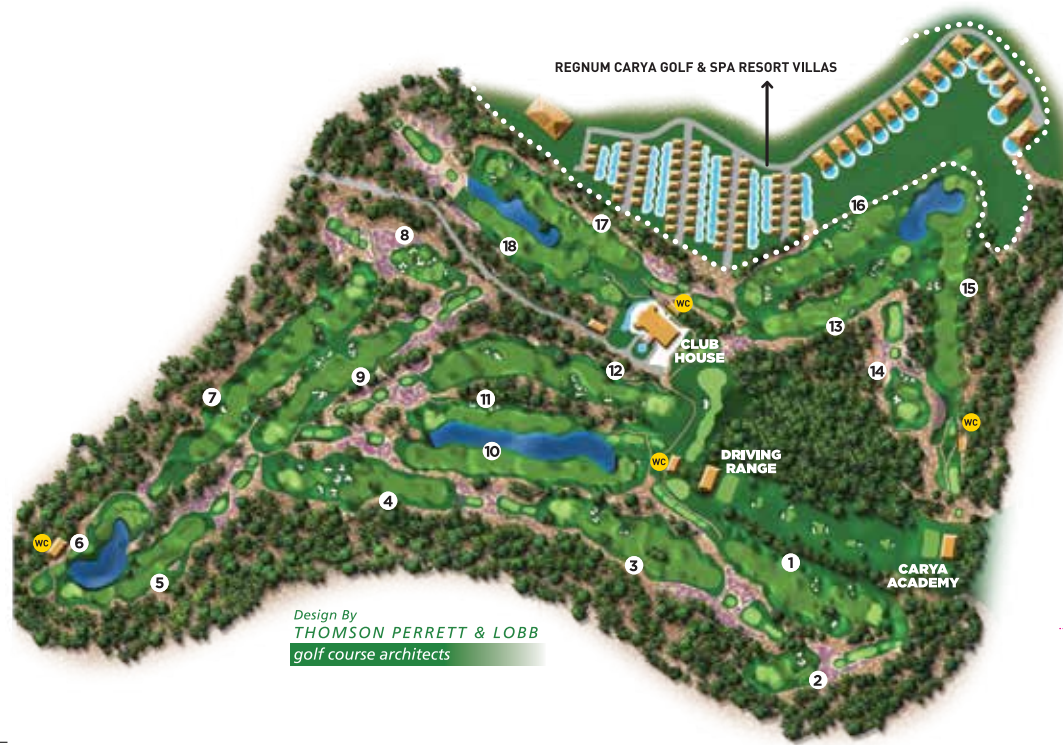 REGNUM CARYA GOLF & SPA RESORT VILLAS
16
8
17
18
15
WC
13
CLUB
HOUSE
14
12
9
7
11
WC
10
DRIVING
RANGE
WC
4
WC
6
3
1
5
CARYA
ACADEMY
Design By
THOMSON PERRETT & LOBB
golf course architects
2